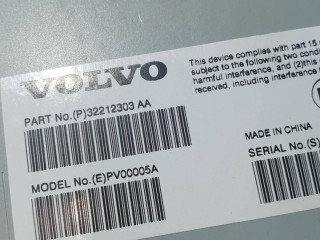 VOLVO
This device complies with part 15
subject to the following two cond
harmful interference, and (2)this
received, including interference
PART No.(P)32212303 AA
MADE IN CHINA
MODEL No.(E)PV00005A
SERIAL No.(S)